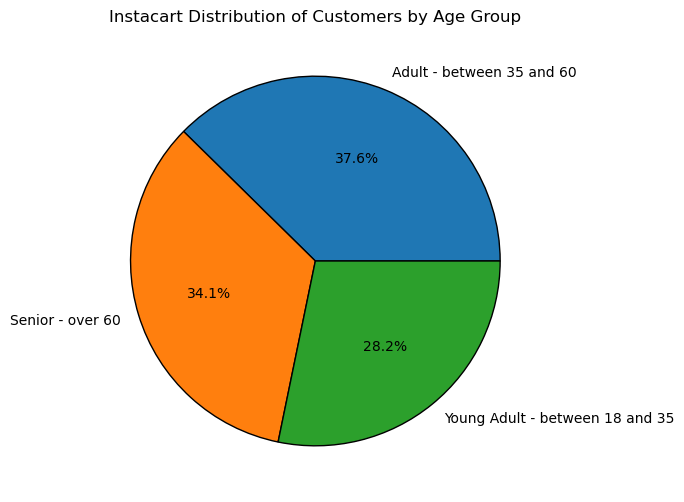 Instacart Distribution of Customers by Age Group
Adult - between 35 and 60
37.6%
34.1%
Senior - over 60
28.2%
Young Adult - between 18 and 35